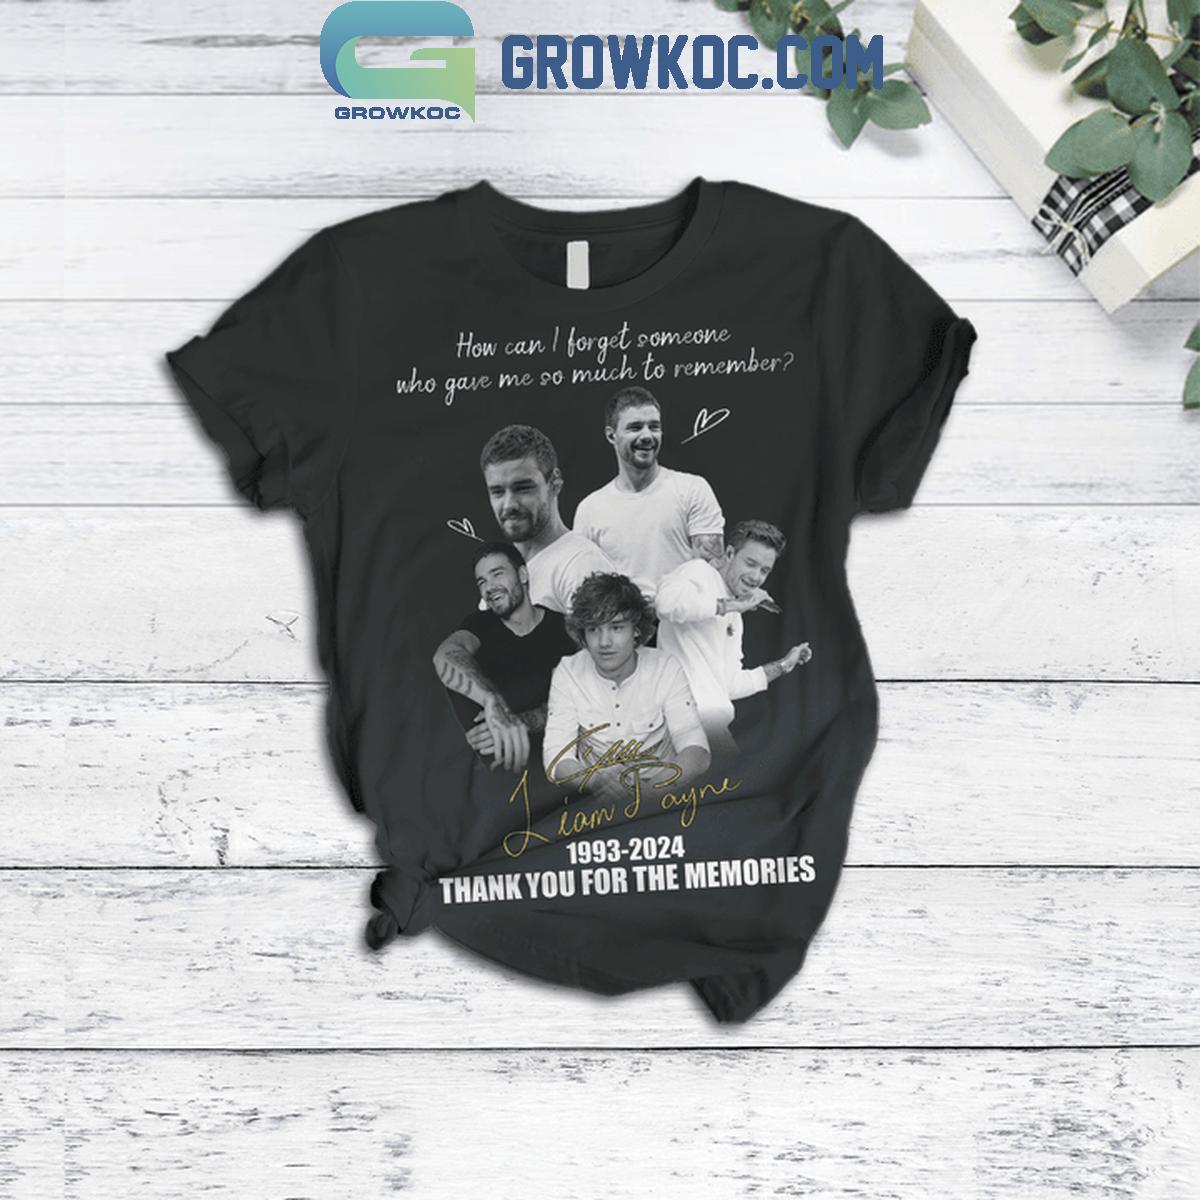 GROWKOC
GROWKOC.COM
How can I forget someone
who gave me so much to remember?
Liam Payne
1993-2024
THANK YOU FOR THE MEMORIES